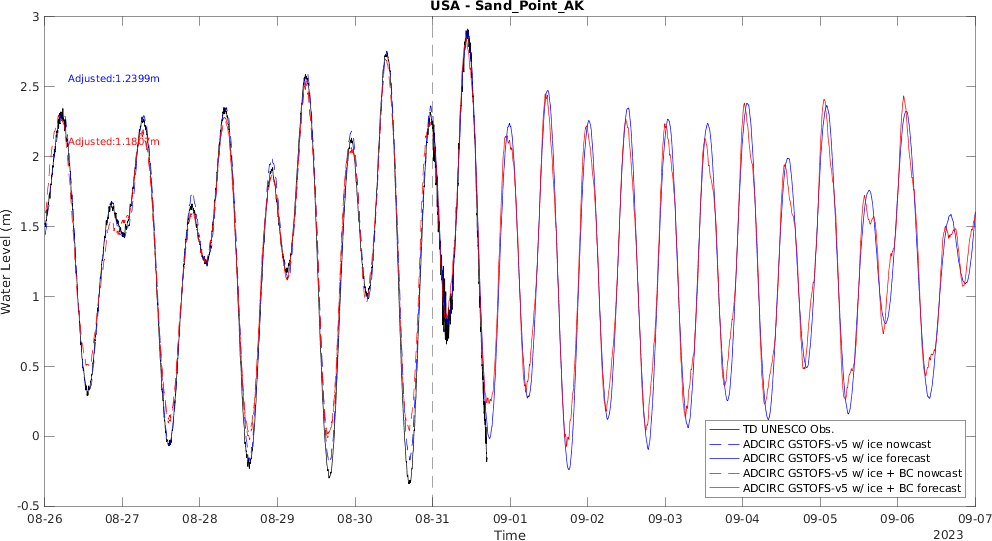 USA - Sand_Point_AK
3
2.5
2
1.5
1
0.5
0
-0.5
Water Level (m)
Adjusted:1.2399m
Adjusted:1.1807m
TD UNESCO Obs.
ADCIRC GSTOFS-v5 w/ ice nowcast
ADCIRC GSTOFS-v5 w/ ice forecast
ADCIRC GSTOFS-v5 w/ ice + BC nowcast
ADCIRC GSTOFS-v5 w/ ice + BC forecast
08-26 08-27 08-28 08-29 08-30 08-31 09-01 09-02 09-03 09-04 09-05 09-06 09-07
Time
2023